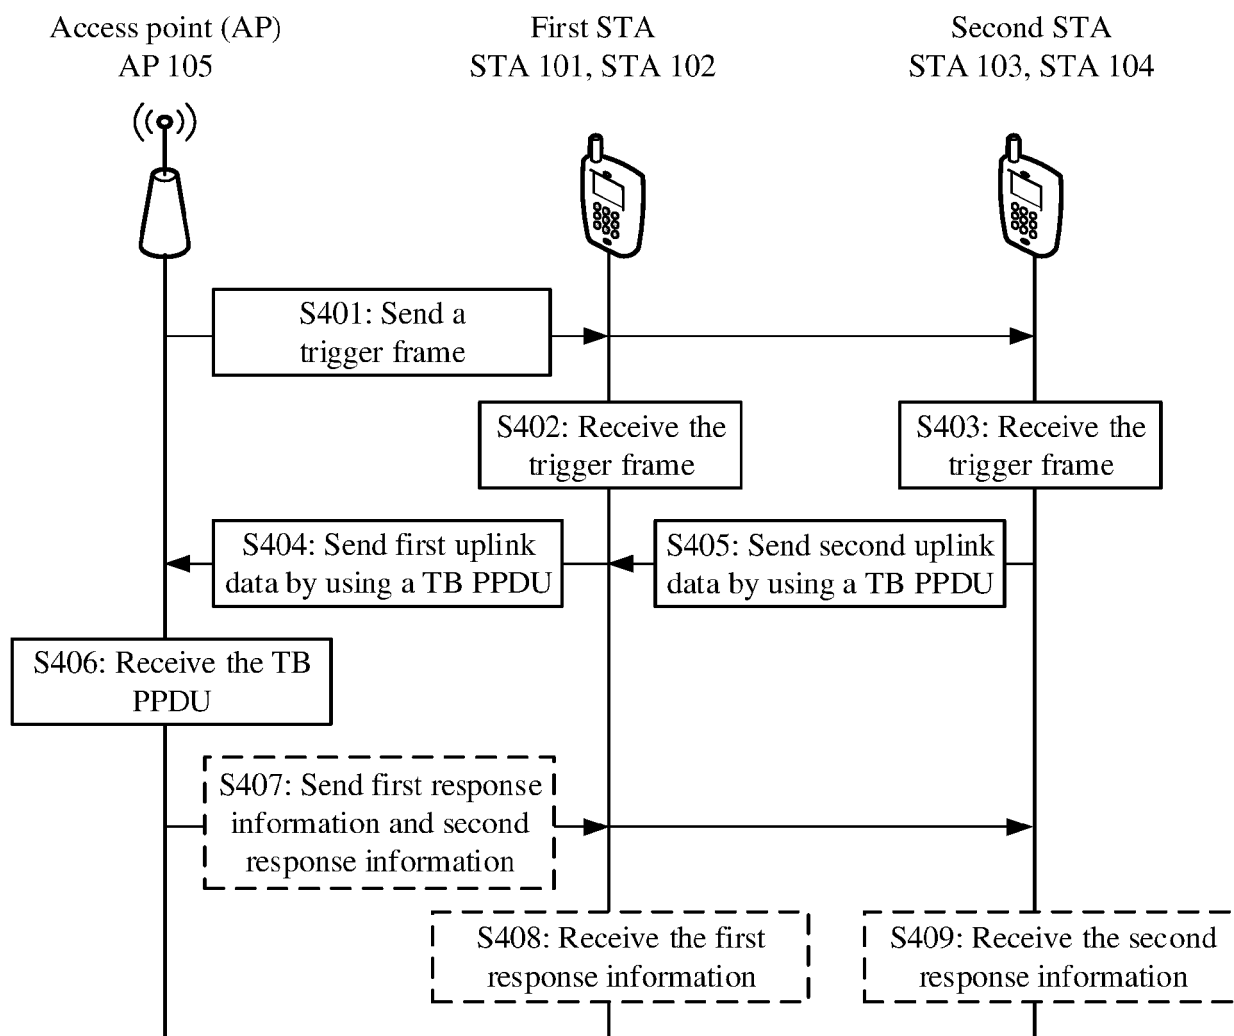 Access point (AP)
AP 105
First STA
STA 101, STA 102
Second STA
STA 103, STA 104
S401: Send a
trigger frame
S402: Receive the
trigger frame
S403: Receive the
trigger frame
S404: Send first uplink
data by using a TB PPDU
S405: Send second uplink
data by using a TB PPDU
S406: Receive the TB
PPDU
S407: Send first response
information and second
response information
S408: Receive the first
response information
S409: Receive the second
response information